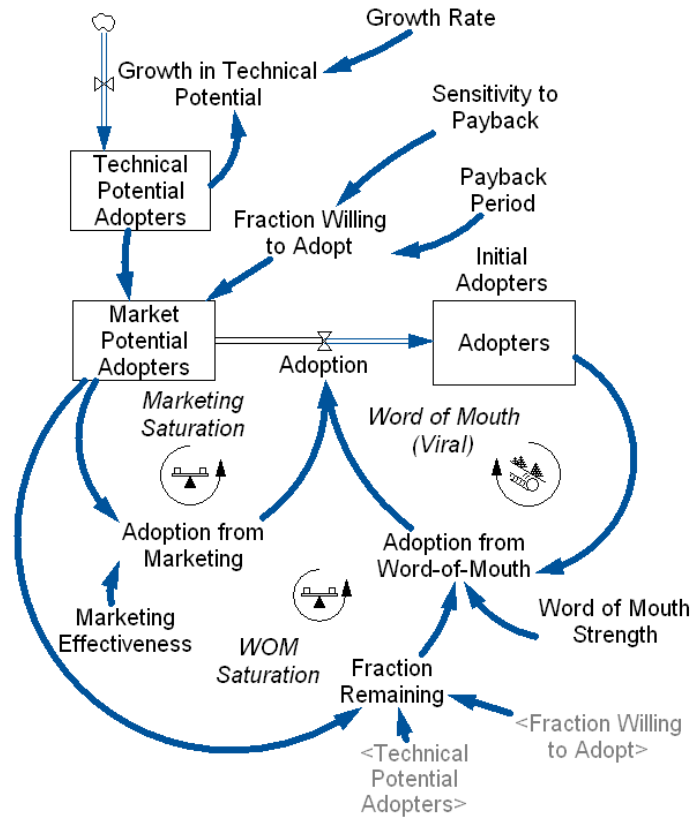 Growth Rate
Growth in Technical
Potential
Sensitivity to
Payback
Technical
Potential
Adopters
Payback
Period
Fraction Willing
to Adopt
Initial
Adopters
Market
Potential
Adopters
Adoption
Adopters
Marketing
Saturation
Word of Mouth
(Viral)
Adoption from
Marketing
Adoption from
Word-of-Mouth
Marketing
Effectiveness
WOM
Saturation
Word of Mouth
Strength
Fraction
Remaining
<Fraction Willing
to Adopt>
<Technical
Potential
Adopters>